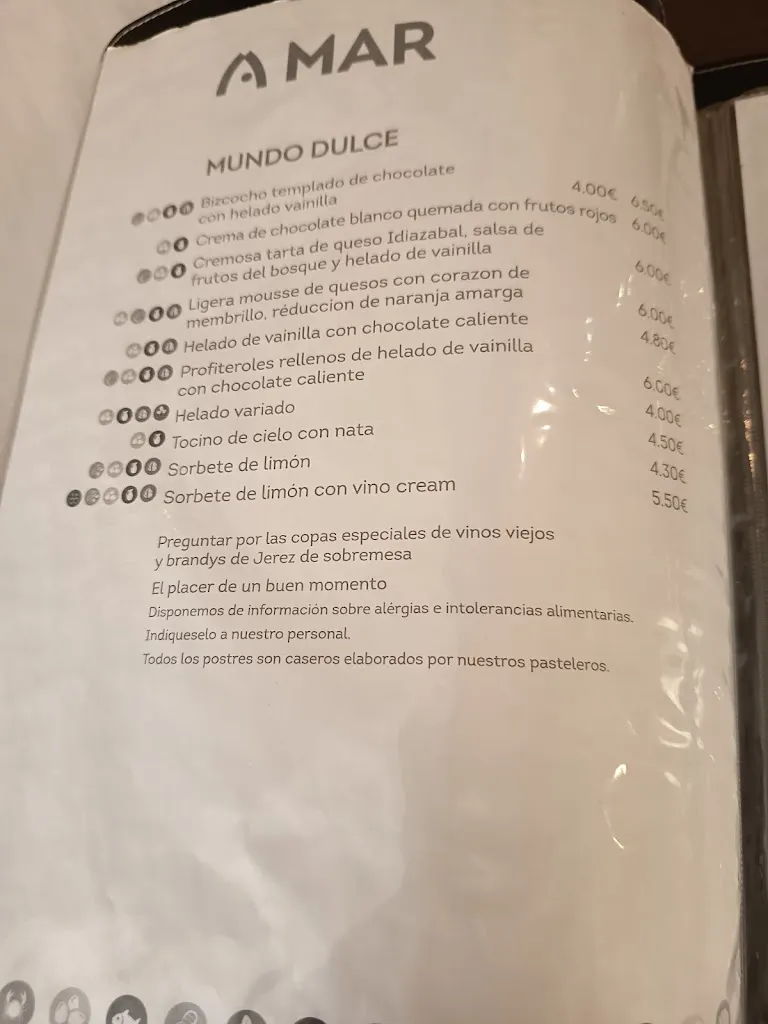 A MAR
MUNDO DULCE
Bizcocho templado de chocolate
con helado vainilla 4.00€ 6.50€
Crema de chocolate blanco quemada con frutos rojos 6.00€
Cremosa tarta de queso Idiazabal, salsa de
frutos del bosque y helado de vainilla 6.00€
Ligera mousse de quesos con corazon de
membrillo, réduccion de naranja amarga 6.00€
Helado de vainilla con chocolate caliente 4.80€
Profiteroles rellenos de helado de vainilla
con chocolate caliente 6.00€
Helado variado 4.00€
Tocino de cielo con nata 4.50€
Sorbete de limón 4.30€
Sorbete de limón con vino cream 5.50€
Preguntar por las copas especiales de vinos viejos
y brandys de Jerez de sobremesa
El placer de un buen momento
Disponemos de información sobre alérgias e intolerancias alimentarias.
Indiqueselo a nuestro personal.
Todos los postres son caseros elaborados por nuestros pasteleros.